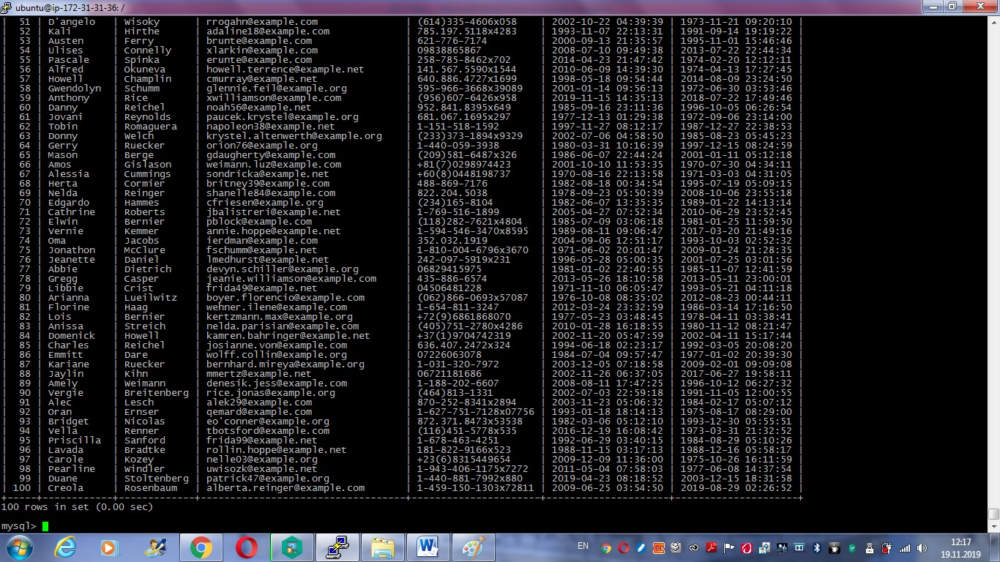 ubuntu@ip-172-31-31-36: /
| 51 | D'angelo | Wisoky | rrogahn@example.com | (614)335-4606x058 | 2002-10-22 04:39:39 | 1973-11-21 09:20:10 |
| 52 | Kali | Hirthe | adaline18@example.com | 785.197.5118x4283 | 1993-11-07 22:13:31 | 1991-09-14 19:19:22 |
| 53 | Austen | Ferry | brunte@example.com | 621-776-7174 | 2000-09-13 21:35:57 | 1995-11-01 15:46:46 |
| 54 | Ulises | Connelly | xlarkin@example.com | 09838865867 | 2008-07-10 09:49:38 | 2013-07-22 22:44:34 |
| 55 | Pascale | Spinka | brunte@example.com | 258-785-8462x702 | 2014-04-23 21:47:42 | 1974-02-20 12:12:11 |
| 56 | Alfred | Okuneva | howell.terrence@example.net | 141.567.5590x1544 | 2010-06-09 14:39:30 | 1974-04-13 17:27:45 |
| 57 | Howell | Champlin | cmurray@example.net | 640.886.4727x1699 | 1998-05-18 09:54:44 | 2014-08-09 23:24:50 |
| 58 | Gwendolyn | Schumm | glennie.feil@example.org | 595-966-3668x39089 | 2001-01-14 09:56:13 | 1972-06-30 03:53:46 |
| 59 | Anthony | Rice | xwilliamson@example.com | (956)607-6426x958 | 2019-11-15 14:35:13 | 2018-07-22 17:49:46 |
| 60 | Danny | Reichel | noah56@example.net | 952.841.8395x649 | 1985-09-16 23:11:36 | 1996-10-05 06:26:54 |
| 61 | Jovani | Reynolds | paucek.krystel@example.org | 681.067.1695x297 | 1977-12-13 01:29:38 | 1972-09-06 23:14:00 |
| 62 | Tobin | Romaguera | napoleon38@example.net | 1-151-518-1592 | 1997-11-27 08:12:17 | 1987-12-27 22:38:53 |
| 63 | Donny | Welch | krystel.altenwerth@example.org | (233)373-1894x9329 | 2002-07-06 04:58:50 | 1985-08-23 05:45:23 |
| 64 | Gerry | Ruecker | orion76@example.org | 1-440-059-3938 | 1980-03-31 10:16:39 | 1997-12-15 08:24:59 |
| 65 | Mason | Berge | gdaugherty@example.com | (209)581-6487x326 | 1986-06-07 22:44:24 | 2001-01-11 05:12:18 |
| 66 | Amos | Gislason | weimann.luz@example.com | +81(7)0298974423 | 2001-10-10 11:53:35 | 1970-07-30 04:34:11 |
| 67 | Alessia | Cummings | sondricka@example.net | +60(8)0448198737 | 1970-08-16 22:13:58 | 1971-03-03 04:31:05 |
| 68 | Herta | Cormier | britney39@example.com | 488-869-7176 | 1982-08-18 00:34:54 | 1995-07-19 05:09:15 |
| 69 | Nelda | Reinger | shanelle84@example.com | 822.204.5038 | 1978-09-23 05:50:39 | 2008-10-06 23:55:18 |
| 70 | Edgardo | Hammes | cfriesen@example.org | (234)165-8104 | 1982-06-07 13:35:35 | 1989-01-22 14:13:14 |
| 71 | Cathrine | Roberts | jbalistreri@example.net | 1-769-516-1899 | 2005-04-27 07:52:34 | 2010-06-29 23:52:45 |
| 72 | Elwin | Bernier | pblock@example.com | (118)282-7621x4804 | 1985-07-09 03:06:18 | 1981-01-25 11:59:50 |
| 73 | Vernie | Kemmer | annie.hoppe@example.net | 1-594-546-3470x8595 | 1989-08-11 09:06:47 | 2017-03-20 21:49:16 |
| 74 | Oma | Jacobs | ierdman@example.com | 352.032.1919 | 2004-09-06 12:51:17 | 1993-10-03 02:52:32 |
| 75 | Jonathon | McClure | fschumm@example.net | 1-810-004-6796x3670 | 1971-06-02 20:01:47 | 2009-01-24 21:28:35 |
| 76 | Jeanette | Daniel | lmedhurst@example.net | 242-097-5919x231 | 1996-05-28 05:00:35 | 2001-07-25 03:01:56 |
| 77 | Abbie | Dietrich | devyn.schiller@example.org | 06829415975 | 1981-01-02 22:40:55 | 1985-11-07 12:41:59 |
| 78 | Gregg | Casper | jeanie.williamson@example.com | 435-886-6574 | 2013-05-26 18:10:58 | 2013-05-11 23:00:01 |
| 79 | Libbie | Crist | frida49@example.net | 04506481228 | 1971-11-10 06:05:47 | 1993-05-21 04:11:18 |
| 80 | Arianna | Lueilwitz | boyer.florencio@example.com | (062)866-0693x57087 | 1976-10-08 08:35:02 | 2012-08-23 00:44:11 |
| 81 | Florine | Haag | wehner.ilene@example.com | 1-654-811-3247 | 2012-03-24 23:32:59 | 1986-03-14 17:16:50 |
| 82 | Lois | Bernier | kertzmann.max@example.org | +72(9)6861868070 | 1977-05-23 03:48:45 | 1978-04-11 03:38:41 |
| 83 | Anissa | Streich | nelda.parisian@example.com | (405)751-2780x4286 | 2010-01-28 16:18:55 | 1980-11-12 08:21:47 |
| 84 | Domenick | Howell | kamren.bahringer@example.net | +37(1)9704742319 | 2002-11-20 05:47:59 | 2002-04-11 15:17:44 |
| 85 | Charles | Reichel | josianne.von@example.com | 636.407.2472x324 | 1994-06-18 02:23:17 | 1992-03-05 20:08:20 |
| 86 | Emmitt | Dare | wolff.collin@example.org | 07226063078 | 1984-07-04 09:57:47 | 1977-01-02 20:39:30 |
| 87 | Kariane | Ruecker | bernhard.mireya@example.org | 1-031-320-7972 | 2003-12-05 07:18:58 | 2009-02-01 09:09:08 |
| 88 | Jaylin | Kihn | mmertz@example.net | 06721181686 | 2002-11-26 06:37:05 | 2017-06-27 19:58:11 |
| 89 | Amely | Weimann | denesik.jess@example.com | 1-188-202-6607 | 2008-08-11 17:47:25 | 1996-10-12 06:27:32 |
| 90 | Vergie | Breitenberg | rice.jonas@example.org | (464)813-1331 | 2002-07-03 22:59:18 | 1991-11-05 12:00:55 |
| 91 | Alec | Lesch | alek29@example.com | 870-252-8341x2894 | 2003-11-23 05:06:32 | 1984-02-17 05:07:12 |
| 92 | Oran | Ernser | qemard@example.com | 1-627-751-7128x07756 | 1993-01-18 18:14:13 | 1975-08-17 08:29:00 |
| 93 | Bridget | Nicolas | eo'conner@example.org | 872.371.8473x53538 | 1982-03-06 05:12:10 | 1993-12-30 05:55:51 |
| 94 | Vella | Renner | tbotsford@example.com | (116)451-5778x535 | 2016-12-19 16:08:42 | 1973-03-31 21:32:52 |
| 95 | Priscilla | Sanford | frida99@example.net | 1-678-463-4251 | 1992-06-29 03:40:15 | 1984-08-29 05:10:26 |
| 96 | Lavada | Bradtke | rollin.hoppe@example.net | 181-822-9166x523 | 1988-11-15 03:17:13 | 1988-12-16 05:58:17 |
| 97 | Carole | Kozey | nelle03@example.org | +23(6)8315449654 | 2009-12-09 11:36:00 | 1975-10-26 16:11:59 |
| 98 | Pearline | Windler | uwisozk@example.net | 1-943-406-1175x7272 | 2011-05-04 07:58:03 | 1977-06-08 14:37:54 |
| 99 | Duane | Stoltenberg | patrick47@example.org | 1-440-881-7992x880 | 2019-04-23 08:18:52 | 2003-12-15 18:31:58 |
| 100 | Creola | Rosenbaum | alberta.reinger@example.com | 1-459-150-1303x72811 | 2009-06-25 03:54:50 | 2019-08-29 02:26:52 |
100 rows in set (0.00 sec)
mysql>
EN
12:17
19.11.2019